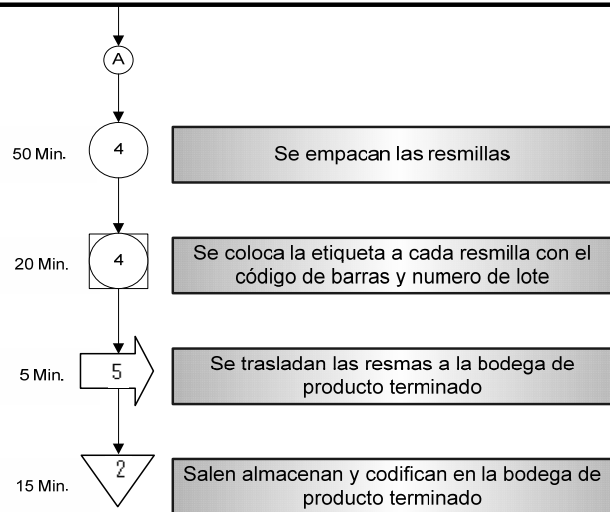 A
50 Min.
4
Se empacan las resmillas
20 Min.
4
Se coloca la etiqueta a cada resmilla con el
código de barras y numero de lote
5 Min.
5
Se trasladan las resmas a la bodega de
producto terminado
15 Min.
2
Salen almacenan y codifican en la bodega de
producto terminado